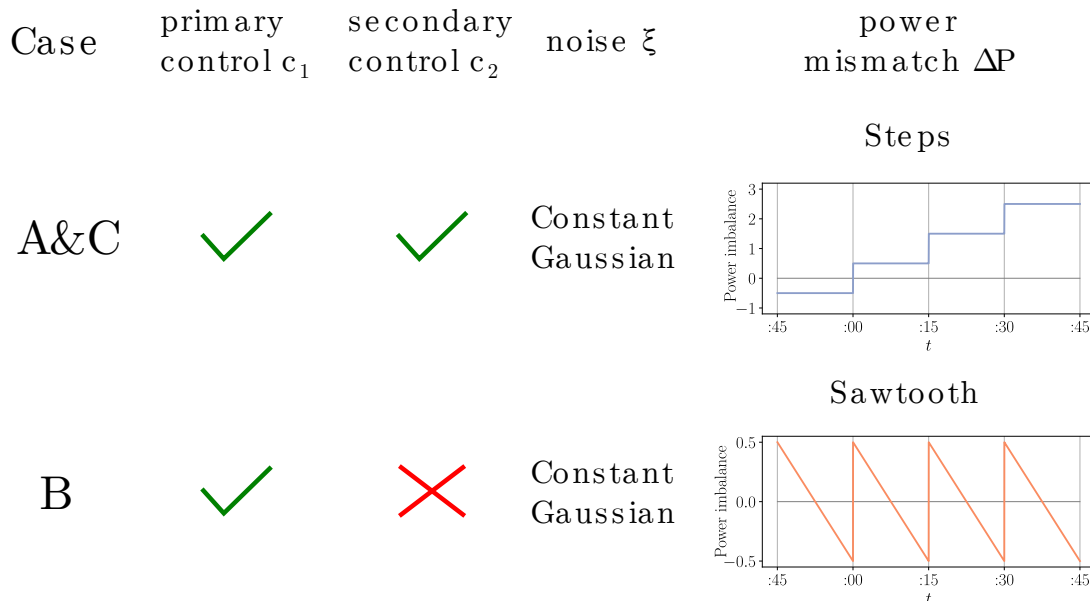 Case
primary
control c₁
secondary
control c₂
noise ξ
power
mismatch ΔP
A&C
Constant
Gaussian
Steps
Power imbalance
3
2
1
0
−1
:45 :00 :15 :30 :45
t
B
Constant
Gaussian
Sawtooth
Power imbalance
0.5
0.0
−0.5
:45 :00 :15 :30 :45
t